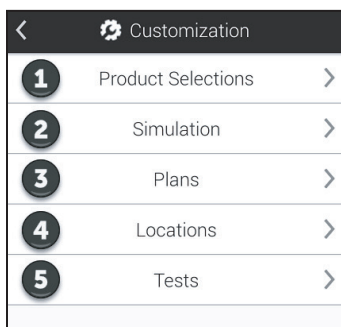 Customization
1 Product Selections
2 Simulation
3 Plans
4 Locations
5 Tests